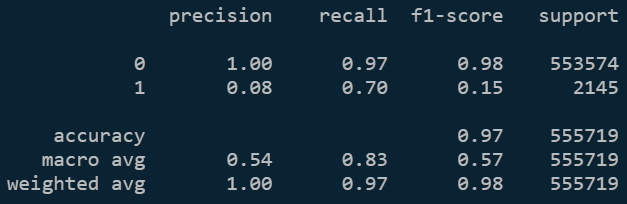 precision recall f1-score support
0 1.00 0.97 0.98 553574
1 0.08 0.70 0.15 2145
accuracy 0.97 555719
macro avg 0.54 0.83 0.57 555719
weighted avg 1.00 0.97 0.98 555719